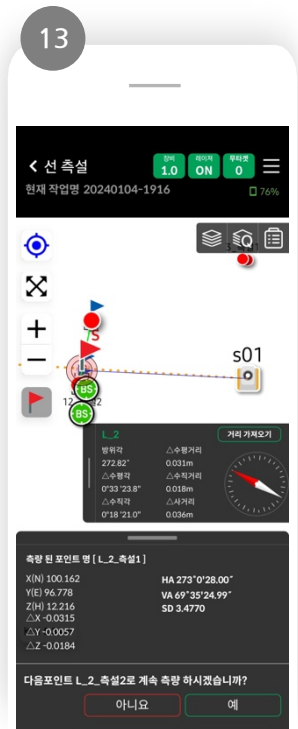 13
장비 레이저 무타겟
< 선 측설 1.0 ON 0
현재 작업명 20240104-1916 76%
s01
BS
12
BS
L_2 거리 가져오기
방위각 △수평거리
272.82˚ 0.031m
△수평각 △수직거리
0°33 '23.8" 0.018m
△수직각 △사거리
0°18 '21.0" 0.036m
측량 된 포인트 명 [ L_2_측설1 ]
X(N) 100.162 HA 273˚0'28.00˝
Y(E) 96.778 VA 69˚35'24.99˝
Z(H) 12.216 SD 3.4770
△X -0.0315
△Y -0.0057
△Z -0.0184
다음포인트 L_2_측설2로 계속 측량 하시겠습니까?
아니요 예